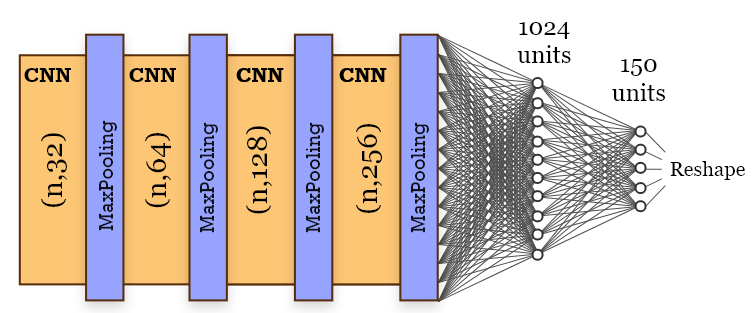 CNN
(n,32)
MaxPooling
CNN
(n,64)
MaxPooling
CNN
(n,128)
MaxPooling
CNN
(n,256)
MaxPooling
1024
units
150
units
Reshape